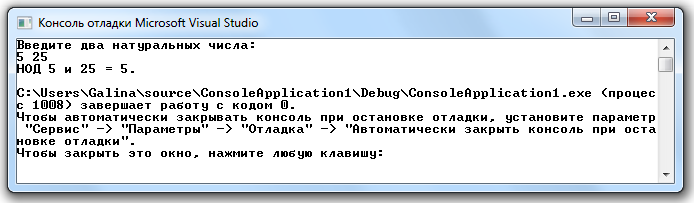 Консоль отладки Microsoft Visual Studio
Введите два натуральных числа:
5 25
НОД 5 и 25 = 5.
C:\Users\Galina\source\ConsoleApplication1\Debug\ConsoleApplication1.exe (процес
с 1008) завершает работу с кодом 0.
Чтобы автоматически закрывать консоль при остановке отладки, установите параметр
"Сервис" -> "Параметры" -> "Отладка" -> "Автоматически закрыть консоль при оста
новке отладки".
Чтобы закрыть это окно, нажмите любую клавишу: